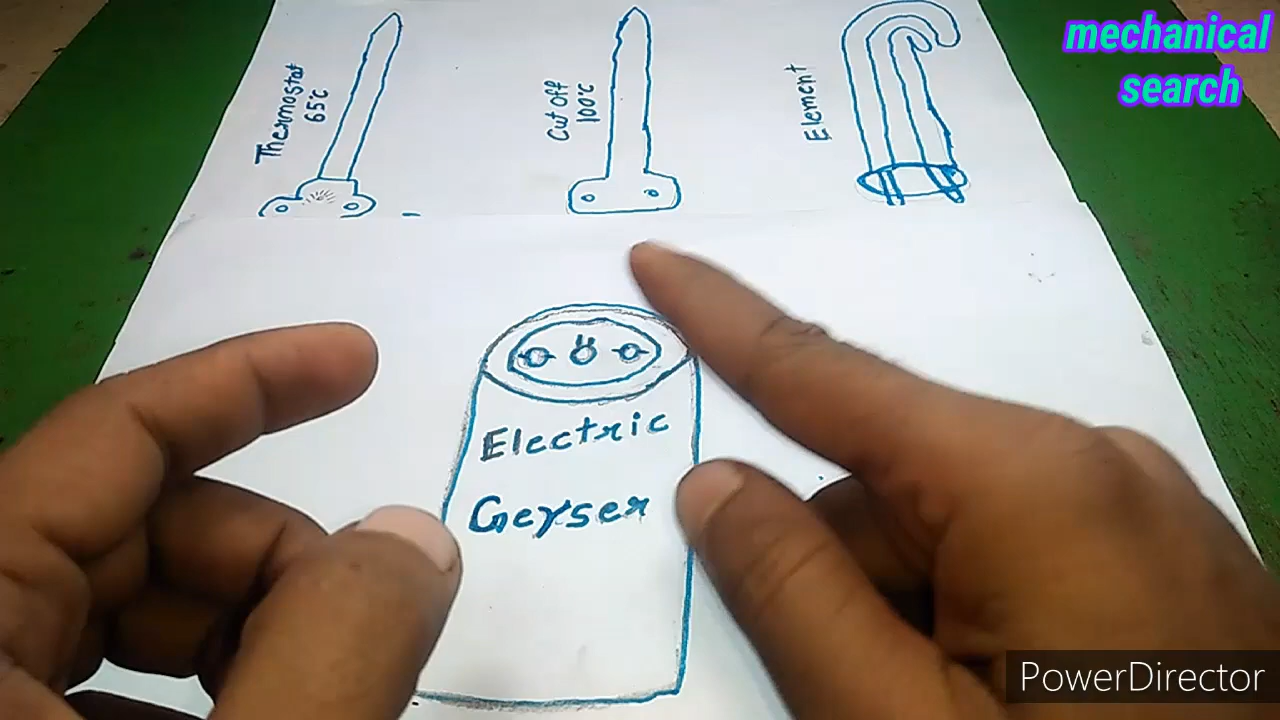 mechanical
search
Thermostat
65°C
Cut off
100°C
Element
Electric
Geyser
PowerDirector